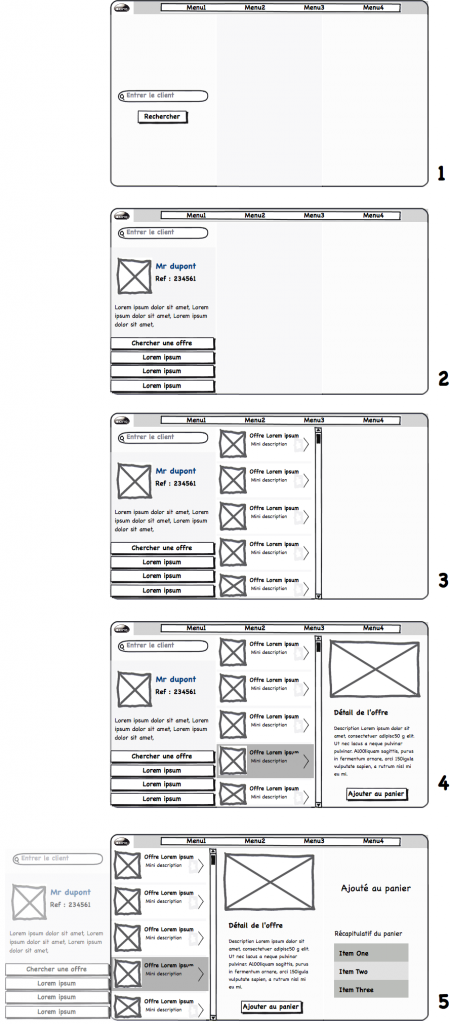 Menu1 Menu2 Menu3 Menu4
Entrer le client
Rechercher
1
Menu1 Menu2 Menu3 Menu4
Entrer le client
Mr dupont
Ref : 234561
Lorem ipsum dolor sit amet, Lorem
ipsum dolor sit amet, Lorem ipsum
dolor sit amet,
Chercher une offre
Lorem ipsum
Lorem ipsum
Lorem ipsum
2
Menu1 Menu2 Menu3 Menu4
Entrer le client
Mr dupont
Ref : 234561
Lorem ipsum dolor sit amet, Lorem
ipsum dolor sit amet, Lorem ipsum
dolor sit amet,
Chercher une offre
Lorem ipsum
Lorem ipsum
Lorem ipsum
Offre Lorem ipsum
Mini description
Offre Lorem ipsum
Mini description
Offre Lorem ipsum
Mini description
Offre Lorem ipsum
Mini description
Offre Lorem ipsum
Mini description
3
Menu1 Menu2 Menu3 Menu4
Entrer le client
Mr dupont
Ref : 234561
Lorem ipsum dolor sit amet, Lorem
ipsum dolor sit amet, Lorem ipsum
dolor sit amet,
Chercher une offre
Lorem ipsum
Lorem ipsum
Lorem ipsum
Offre Lorem ipsum
Mini description
Offre Lorem ipsum
Mini description
Offre Lorem ipsum
Mini description
Offre Lorem ipsum
Mini description
Offre Lorem ipsum
Mini description
Détail de l'offre
Description Lorem ipsum dolor sit
amet, consectetuer adipisc50 g elit.
Ut nec lacus a neque pulvinar
pulvinar. A100liquam sagittis, purus
in fermentum ornare, orci 150ligula
vulputate sapien, a rutrum nisl mi
eu mi.
Ajouter au panier
4
Menu1 Menu2 Menu3 Menu4
Entrer le client
Mr dupont
Ref : 234561
Lorem ipsum dolor sit amet, Lorem
ipsum dolor sit amet, Lorem ipsum
dolor sit amet,
Chercher une offre
Lorem ipsum
Lorem ipsum
Lorem ipsum
Offre Lorem ipsum
Mini description
Offre Lorem ipsum
Mini description
Offre Lorem ipsum
Mini description
Offre Lorem ipsum
Mini description
Offre Lorem ipsum
Mini description
Détail de l'offre
Description Lorem ipsum dolor sit
amet, consectetuer adipisc50 g elit.
Ut nec lacus a neque pulvinar
pulvinar. A100liquam sagittis, purus
in fermentum ornare, orci 150ligula
vulputate sapien, a rutrum nisl mi
eu mi.
Ajouter au panier
Ajouté au panier
Récapitulatif du panier
Item One
Item Two
Item Three
5